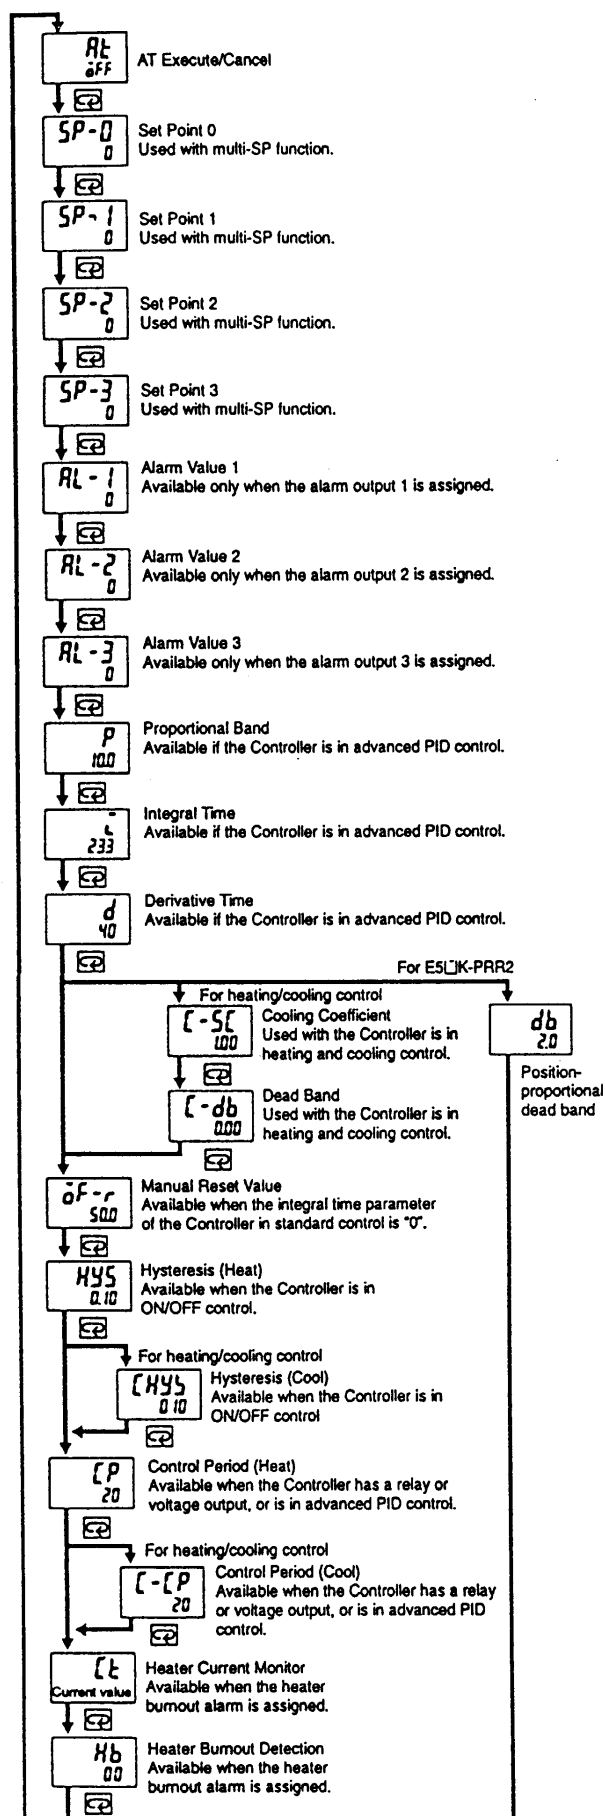 At
oFF
AT Execute/Cancel
SP-0
0
Set Point 0
Used with multi-SP function.
SP-1
0
Set Point 1
Used with multi-SP function.
SP-2
0
Set Point 2
Used with multi-SP function.
SP-3
0
Set Point 3
Used with multi-SP function.
AL-1
0
Alarm Value 1
Available only when the alarm output 1 is assigned.
AL-2
0
Alarm Value 2
Available only when the alarm output 2 is assigned.
AL-3
0
Alarm Value 3
Available only when the alarm output 3 is assigned.
P
10.0
Proportional Band
Available if the Controller is in advanced PID control.
i
233
Integral Time
Available if the Controller is in advanced PID control.
d
40
Derivative Time
Available if the Controller is in advanced PID control.
For E5□K-PRR2
For heating/cooling control
C-SC
1.00
Cooling Coefficient
Used with the Controller is in
heating and cooling control.
db
2.0
Position-
proportional
dead band
C-db
0.00
Dead Band
Used with the Controller is in
heating and cooling control.
oF-r
50.0
Manual Reset Value
Available when the integral time parameter
of the Controller in standard control is "0".
HYS
0.10
Hysteresis (Heat)
Available when the Controller is in
ON/OFF control.
For heating/cooling control
CHYS
0.10
Hysteresis (Cool)
Available when the Controller is in
ON/OFF control
CP
20
Control Period (Heat)
Available when the Controller has a relay or
voltage output, or is in advanced PID control.
For heating/cooling control
C-CP
20
Control Period (Cool)
Available when the Controller has a relay
or voltage output, or is in advanced PID
control.
Ct
Current value
Heater Current Monitor
Available when the heater
burnout alarm is assigned.
Hb
0.0
Heater Burnout Detection
Available when the heater
burnout alarm is assigned.